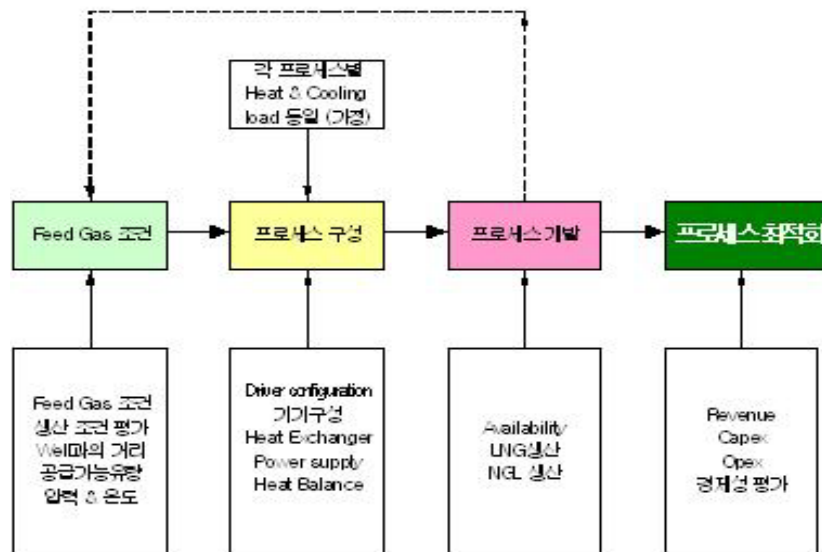 각 프로세스별
Heat & Cooling
load 동일 (가정)
Feed Gas 조건
프로세스 구성
프로세스 개발
프로세스 최적화
Feed Gas 조건
생산 조건 평가
Well과의 거리
공급가능유량
압력 & 온도
Driver configuration
기기구성
Heat Exchanger
Power supply
Heat Balance
Availability
LNG생산
NGL 생산
Revenue
Capex
Opex
경제성 평가